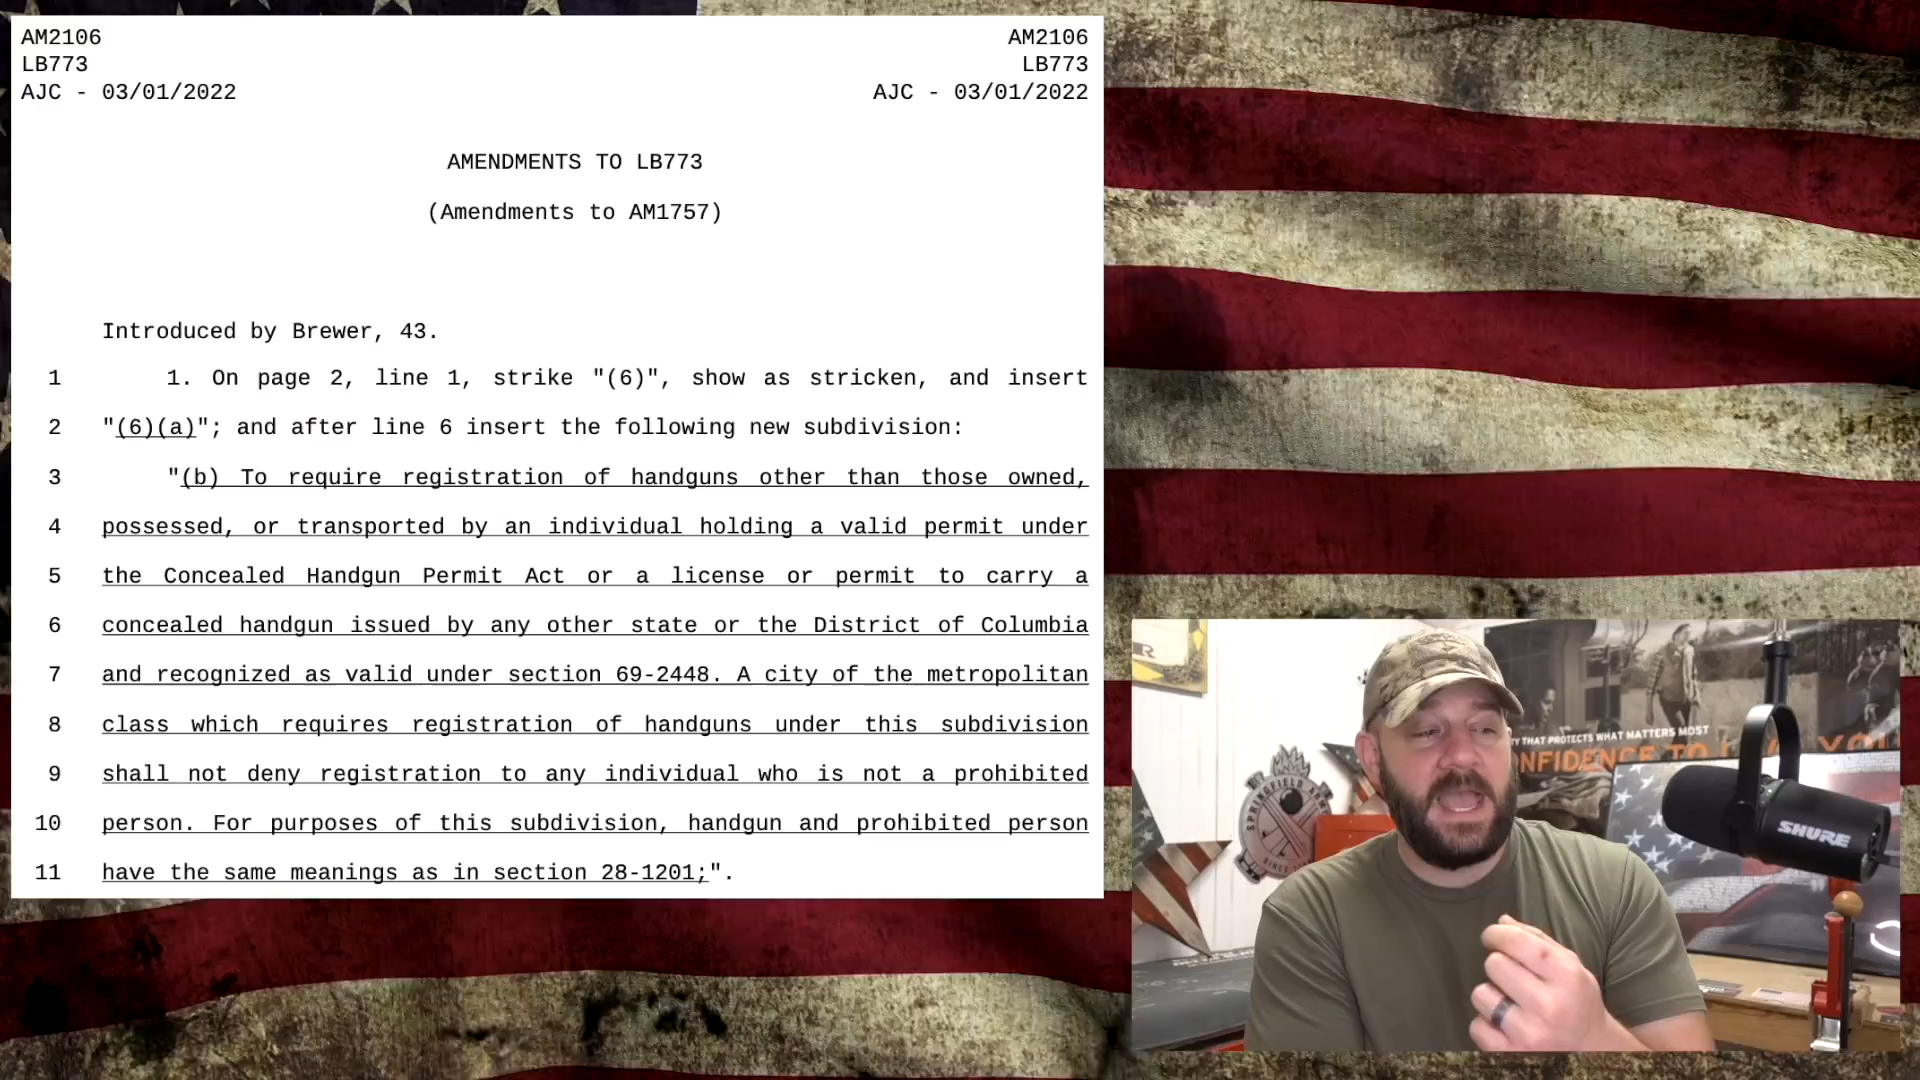 AM2106
LB773
AJC - 03/01/2022
AM2106
LB773
AJC - 03/01/2022
AMENDMENTS TO LB773
(Amendments to AM1757)
Introduced by Brewer, 43.
1 1. On page 2, line 1, strike "(6)", show as stricken, and insert
2 "(6)(a)"; and after line 6 insert the following new subdivision:
3 "(b) To require registration of handguns other than those owned,
4 possessed, or transported by an individual holding a valid permit under
5 the Concealed Handgun Permit Act or a license or permit to carry a
6 concealed handgun issued by any other state or the District of Columbia
7 and recognized as valid under section 69-2448. A city of the metropolitan
8 class which requires registration of handguns under this subdivision
9 shall not deny registration to any individual who is not a prohibited
10 person. For purposes of this subdivision, handgun and prohibited person
11 have the same meanings as in section 28-1201;".
THAT PROTECTS WHAT MATTERS MOST
SPRINGFIELD
SINCE
SHURE